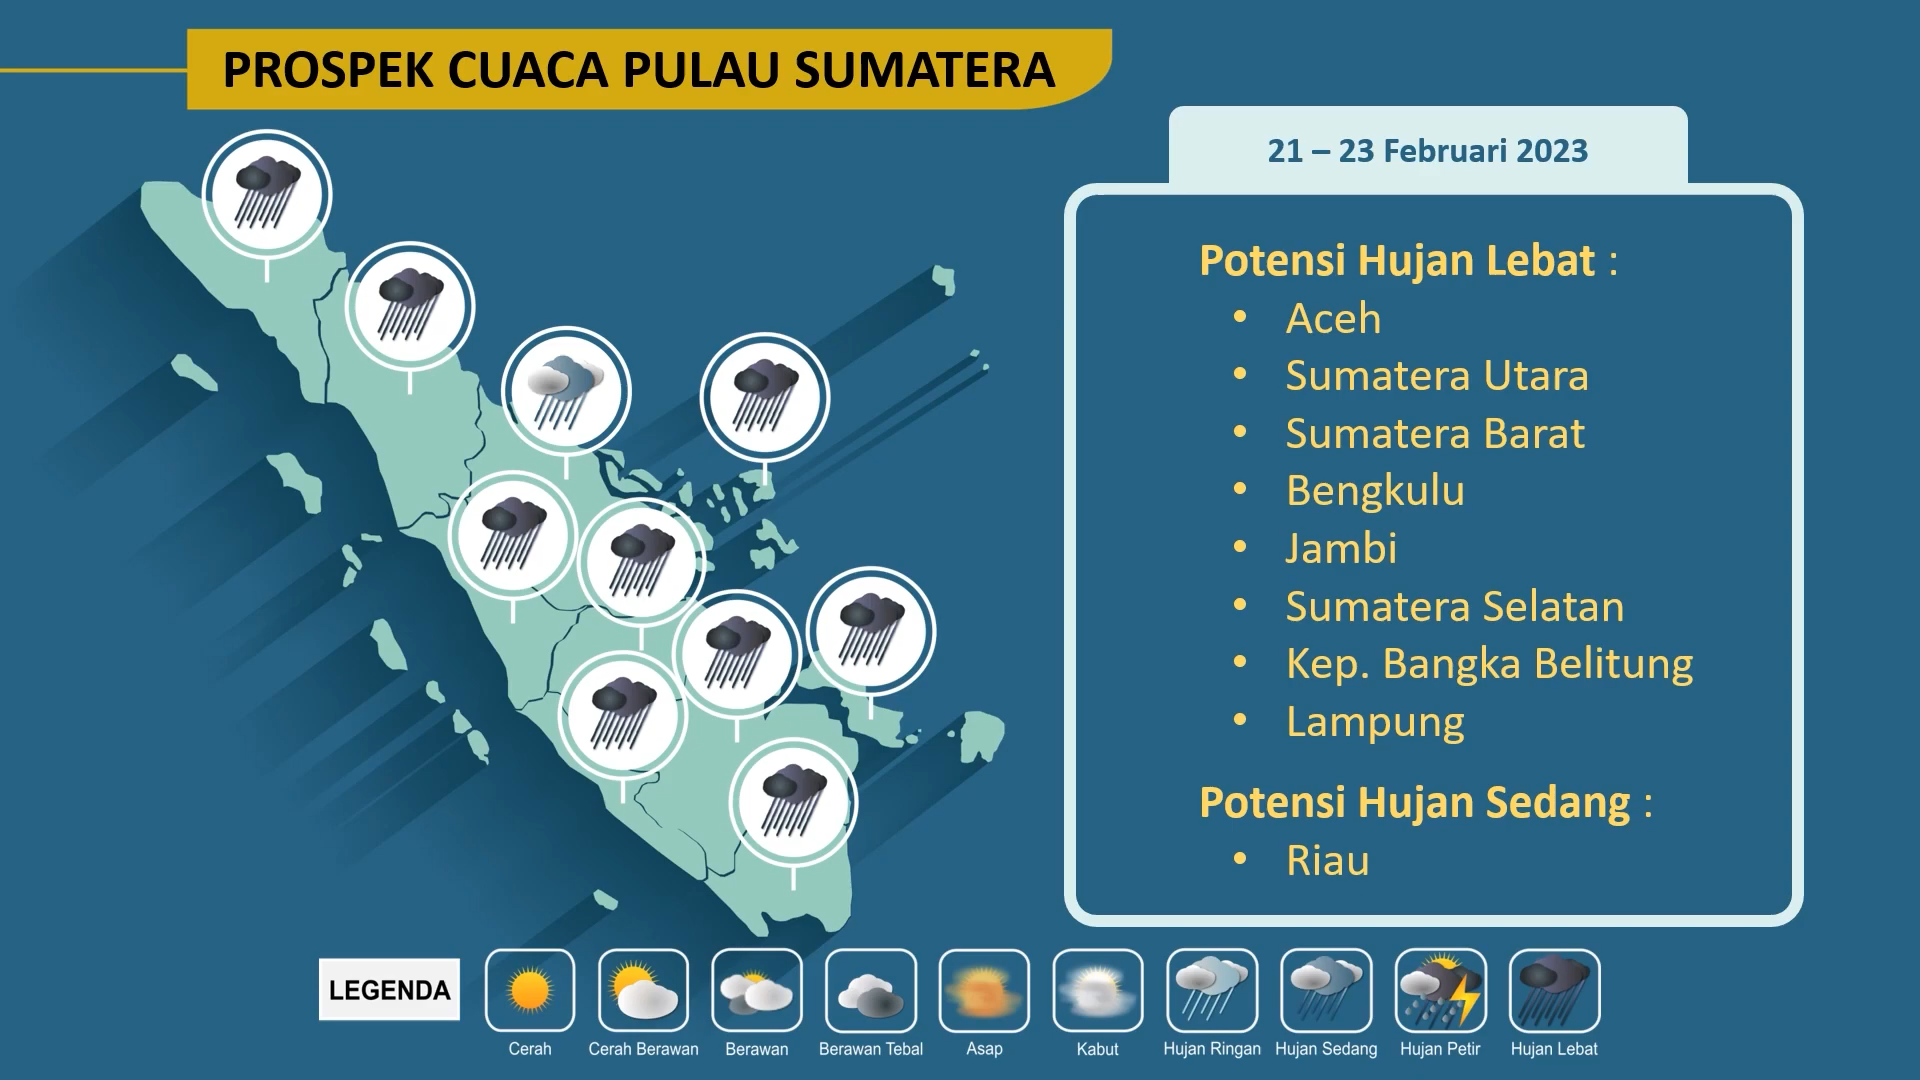 PROSPEK CUACA PULAU SUMATERA
21 – 23 Februari 2023
Potensi Hujan Lebat :
• Aceh
• Sumatera Utara
• Sumatera Barat
• Bengkulu
• Jambi
• Sumatera Selatan
• Kep. Bangka Belitung
• Lampung
Potensi Hujan Sedang :
• Riau
LEGENDA
Cerah
Cerah Berawan
Berawan
Berawan Tebal
Asap
Kabut
Hujan Ringan
Hujan Sedang
Hujan Petir
Hujan Lebat